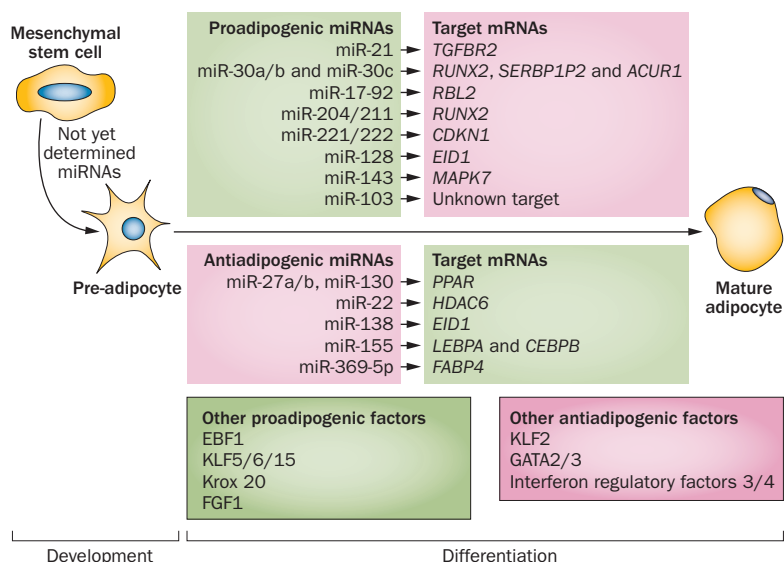 Mesenchymal
stem cell
Not yet
determined
miRNAs
Pre-adipocyte
Proadipogenic miRNAs
Target mRNAs
miR-21 TGFBR2
miR-30a/b and miR-30c RUNX2, SERBP1P2 and ACUR1
miR-17-92 RBL2
miR-204/211 RUNX2
miR-221/222 CDKN1
miR-128 EID1
miR-143 MAPK7
miR-103 Unknown target
Mature
adipocyte
Antiadipogenic miRNAs
Target mRNAs
miR-27a/b, miR-130 PPAR
miR-22 HDAC6
miR-138 EID1
miR-155 LEBPA and CEBPB
miR-369-5p FABP4
Other proadipogenic factors
EBF1
KLF5/6/15
Krox 20
FGF1
Other antiadipogenic factors
KLF2
GATA2/3
Interferon regulatory factors 3/4
Development
Differentiation